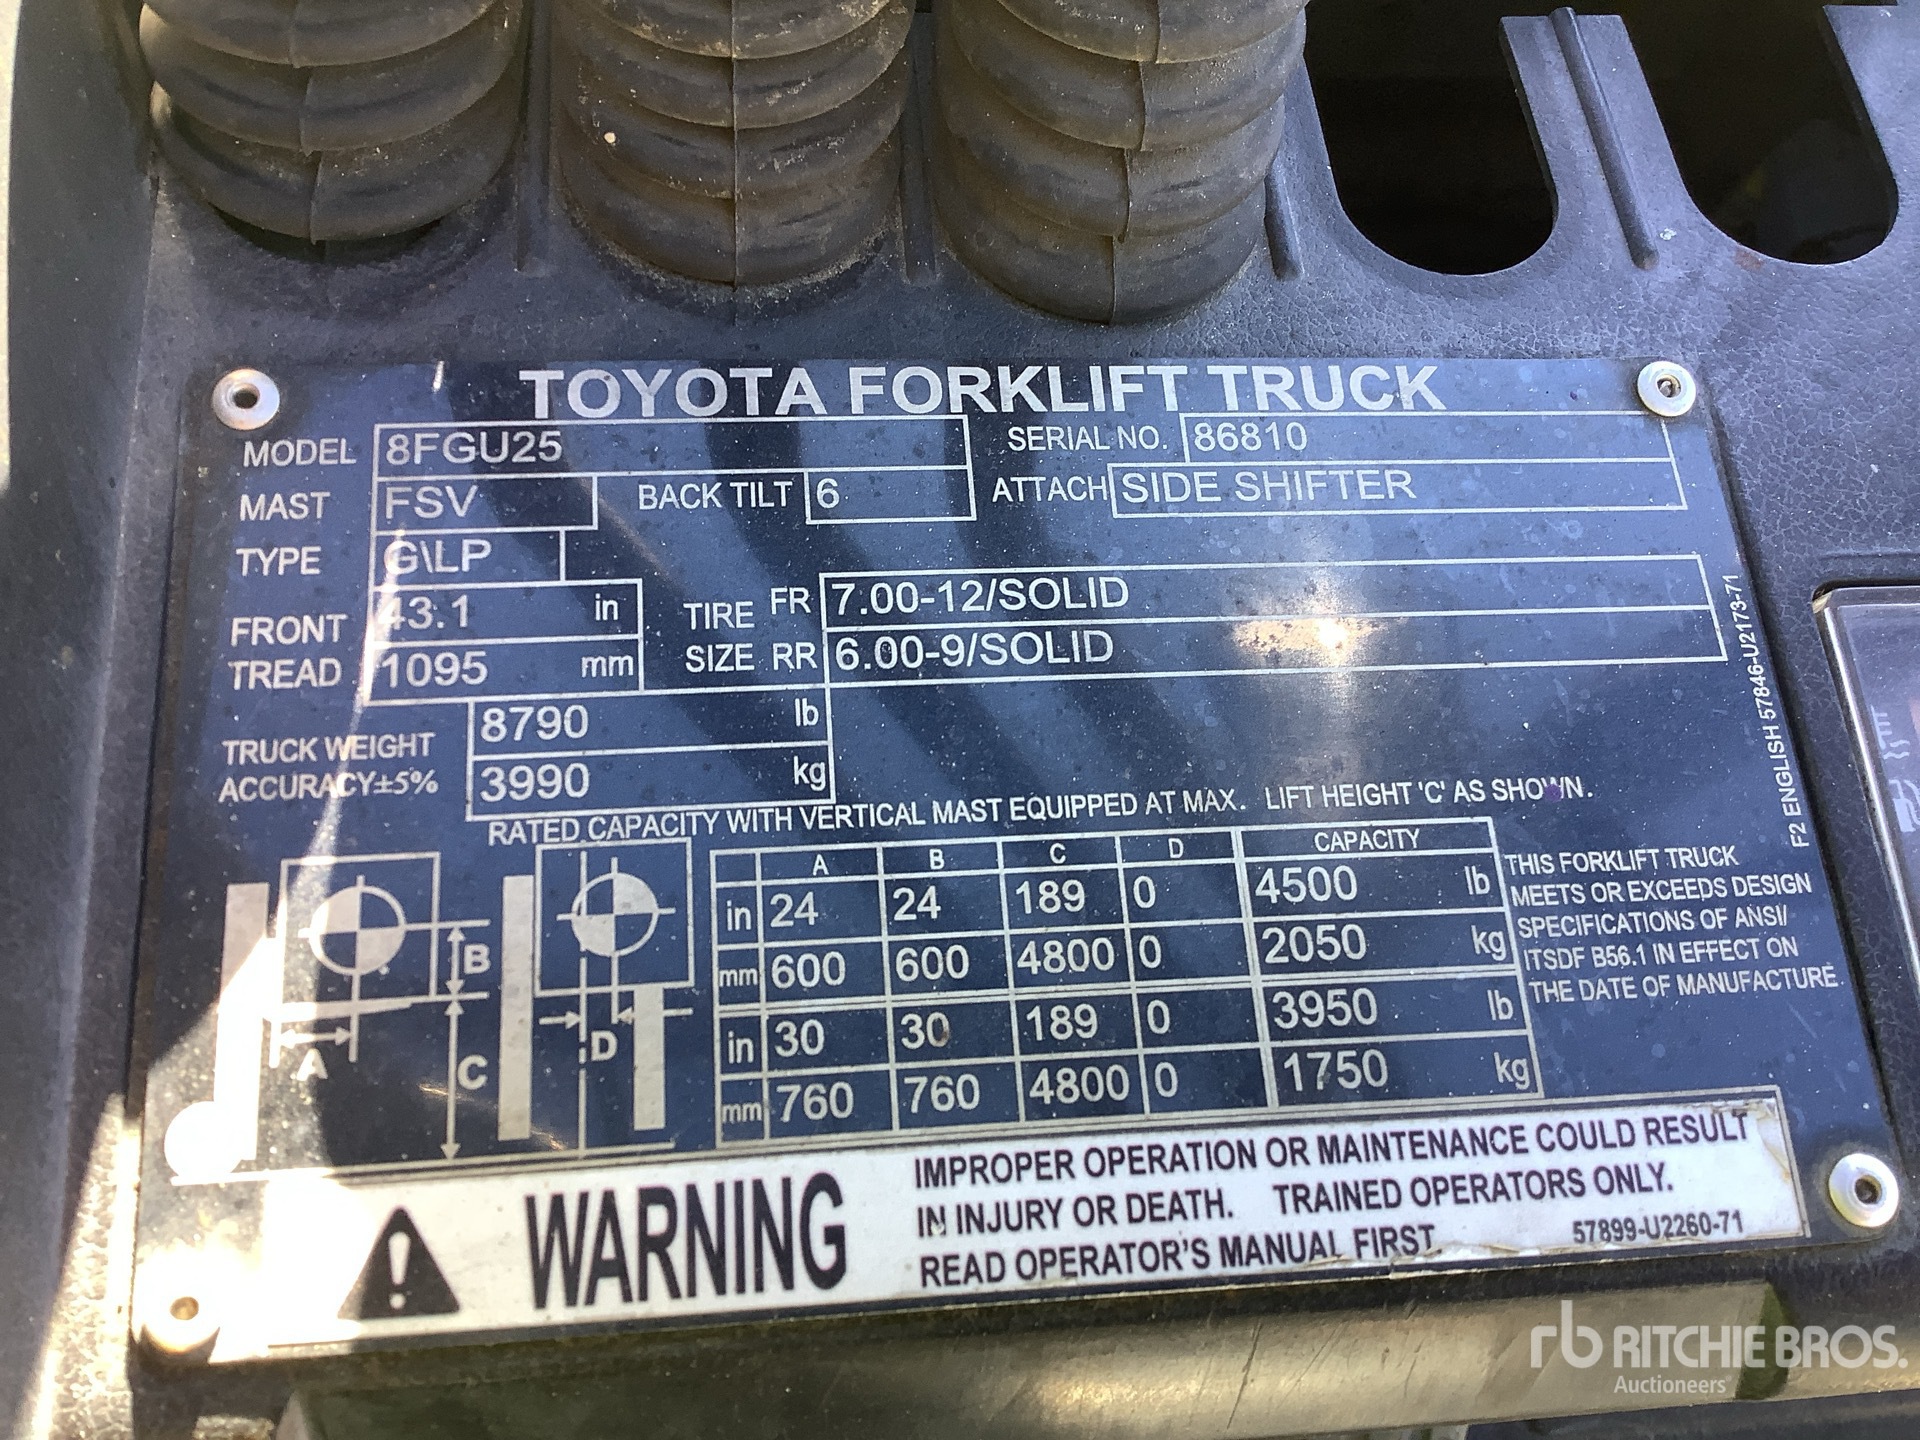 TOYOTA FORKLIFT TRUCK
MODEL 8FGU25 SERIAL NO. 86810
MAST FSV BACK TILT 6 ATTACH SIDE SHIFTER
TYPE G\LP
FRONT TREAD 43.1 in
1095 mm
TIRE SIZE FR 7.00-12/SOLID
RR 6.00-9/SOLID
TRUCK WEIGHT 8790 lb
ACCURACY±5% 3990 kg
RATED CAPACITY WITH VERTICAL MAST EQUIPPED AT MAX. LIFT HEIGHT 'C' AS SHOWN.
A B C D CAPACITY
in 24 24 189 0 4500 lb
mm 600 600 4800 0 2050 kg
in 30 30 189 0 3950 lb
mm 760 760 4800 0 1750 kg
B
A
C
D
THIS FORKLIFT TRUCK
MEETS OR EXCEEDS DESIGN
SPECIFICATIONS OF ANSI/
ITSDF B56.1 IN EFFECT ON
THE DATE OF MANUFACTURE.
F2 ENGLISH 57846-U2173-71
WARNING
IMPROPER OPERATION OR MAINTENANCE COULD RESULT
IN INJURY OR DEATH. TRAINED OPERATORS ONLY.
READ OPERATOR'S MANUAL FIRST. 57899-U2260-71
rb RITCHIE BROS.
Auctioneers